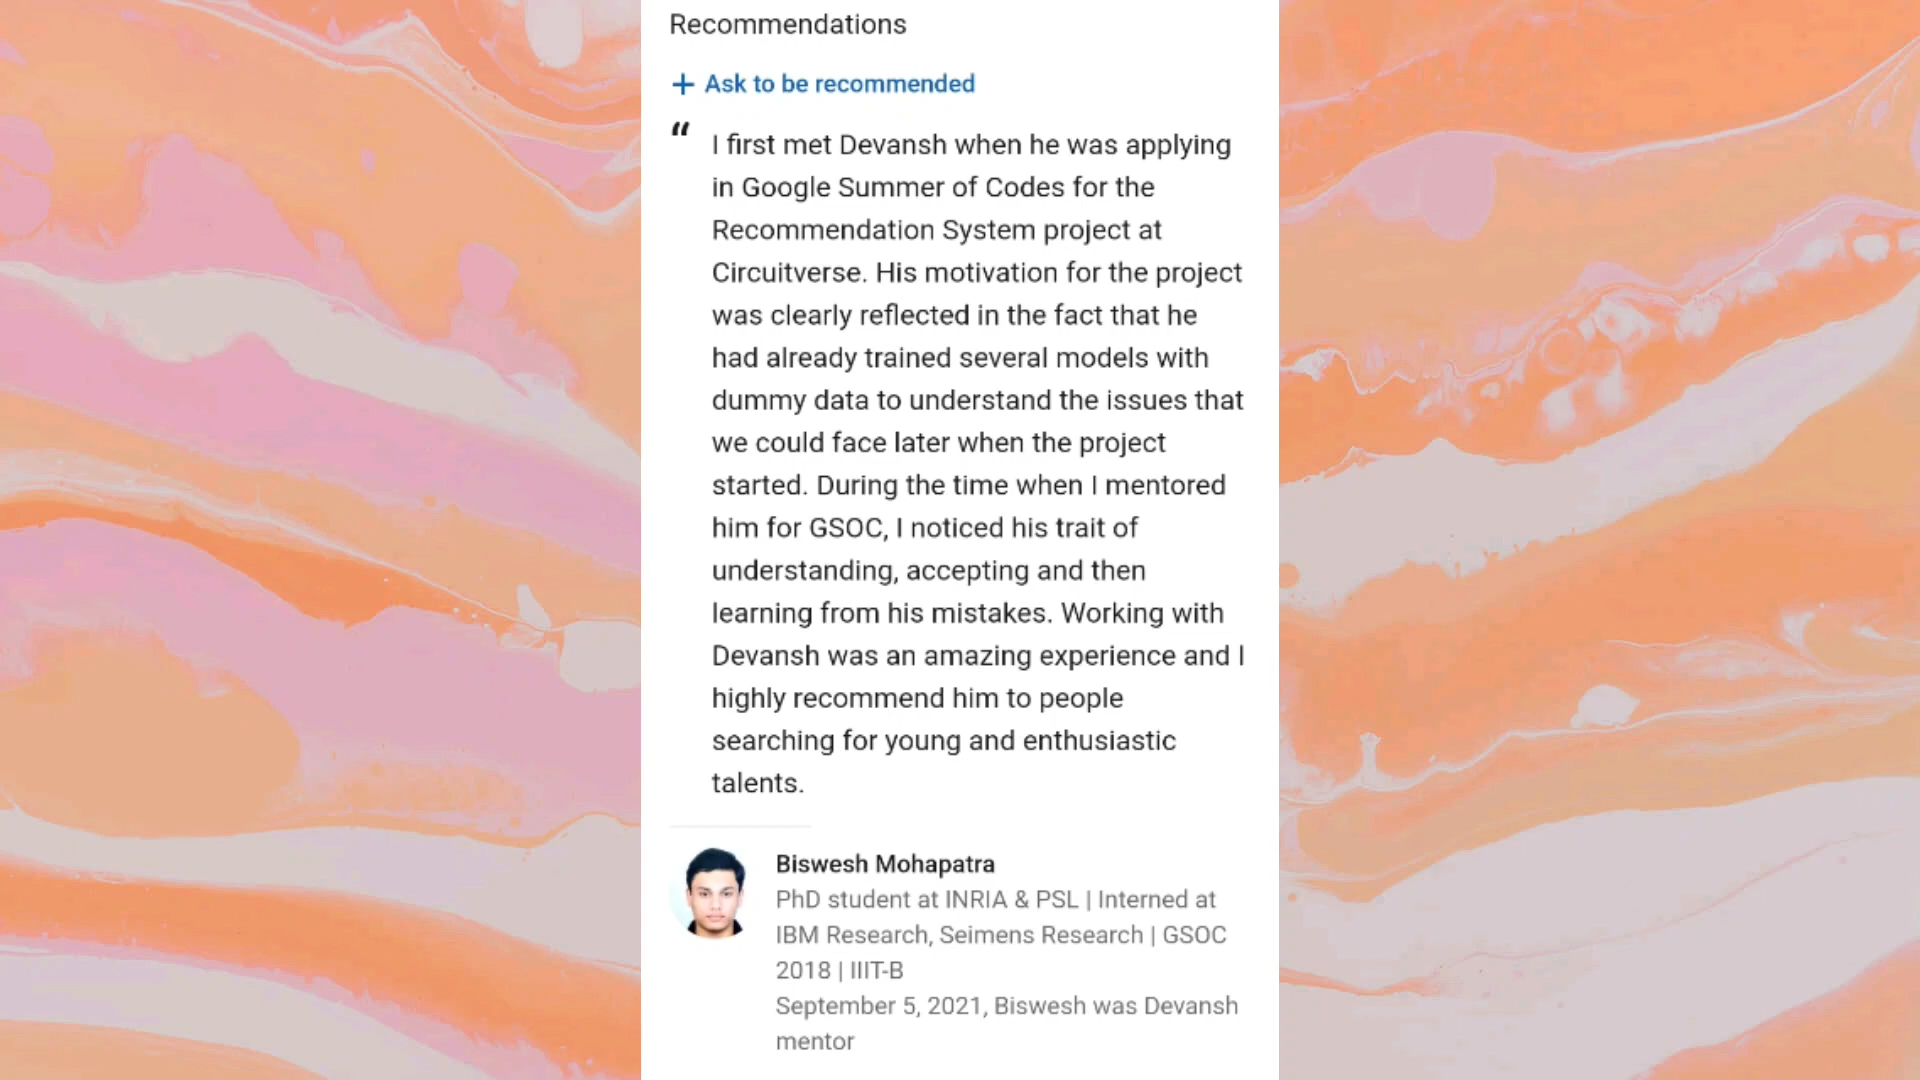 Recommendations
+ Ask to be recommended
“
I first met Devansh when he was applying
in Google Summer of Codes for the
Recommendation System project at
Circuitverse. His motivation for the project
was clearly reflected in the fact that he
had already trained several models with
dummy data to understand the issues that
we could face later when the project
started. During the time when I mentored
him for GSOC, I noticed his trait of
understanding, accepting and then
learning from his mistakes. Working with
Devansh was an amazing experience and I
highly recommend him to people
searching for young and enthusiastic
talents.
Biswesh Mohapatra
PhD student at INRIA & PSL | Interned at
IBM Research, Seimens Research | GSOC
2018 | IIIT-B
September 5, 2021, Biswesh was Devansh
mentor